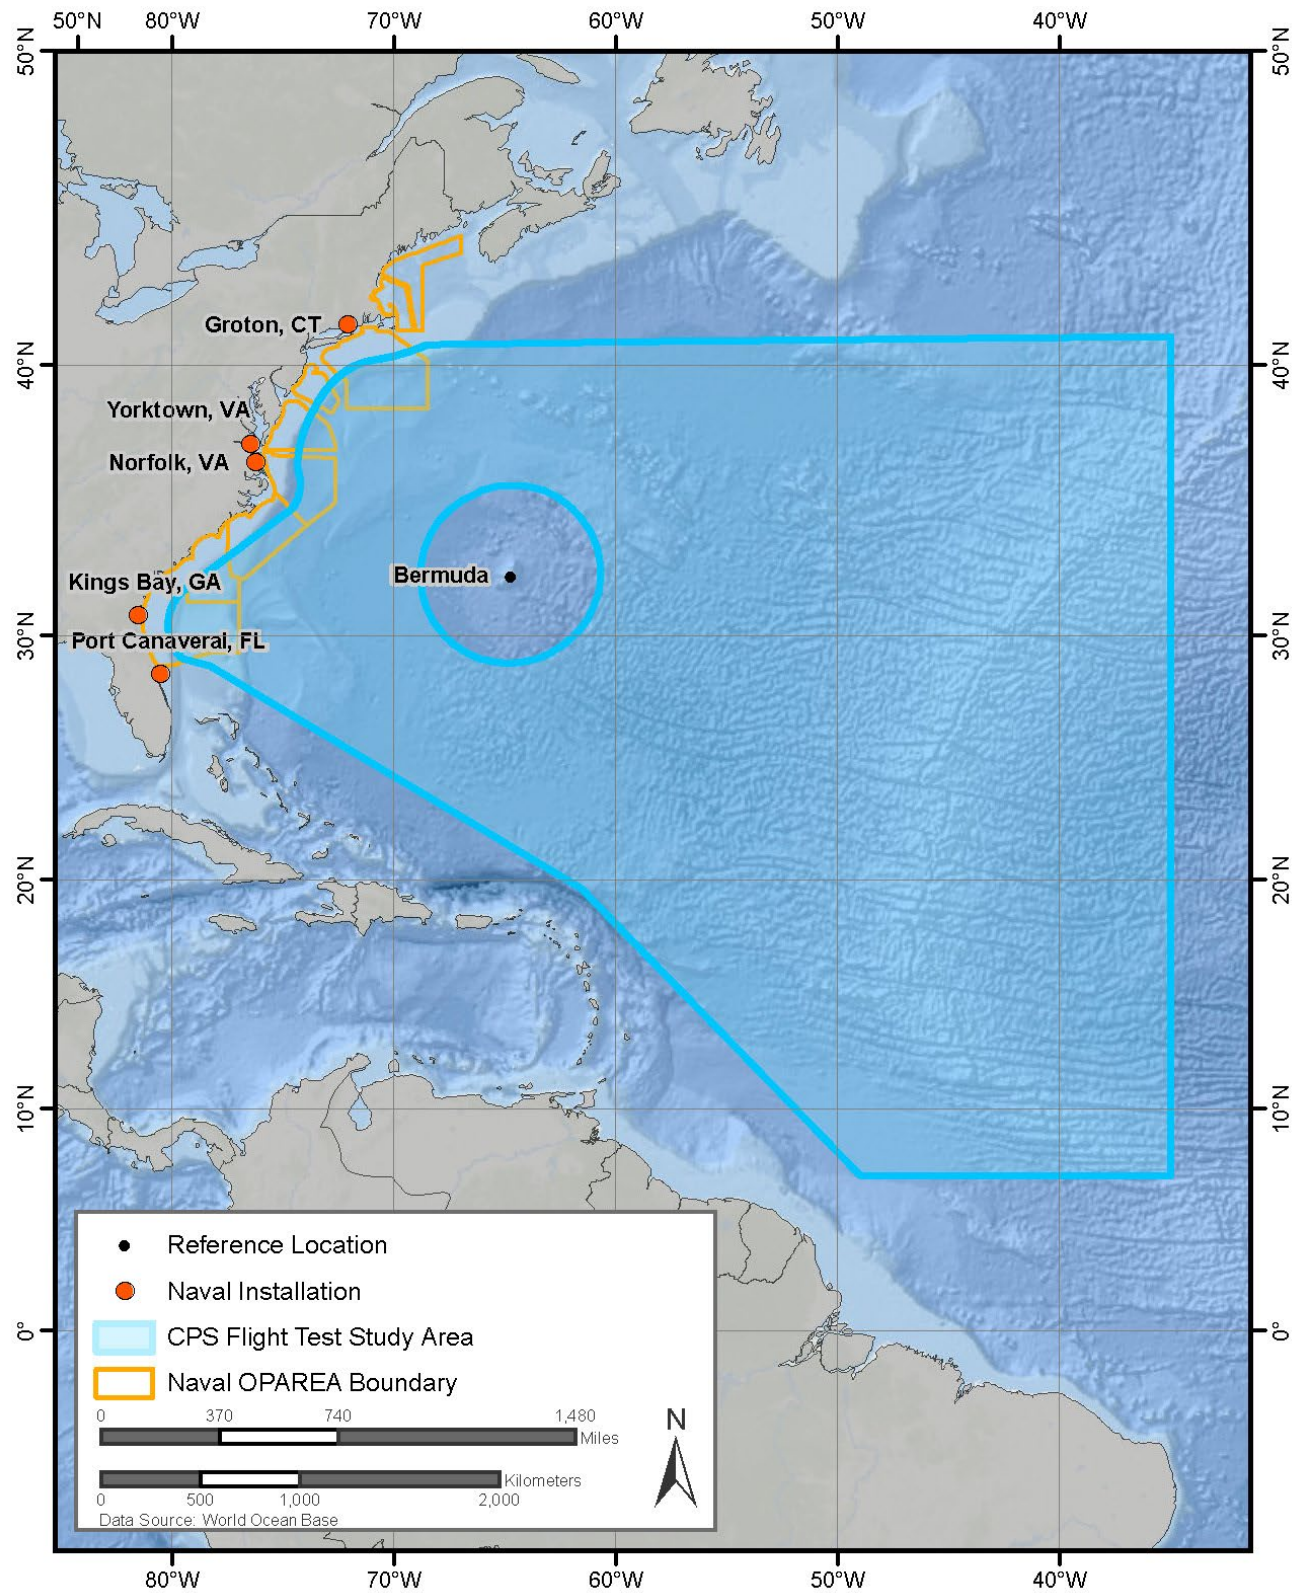 50°N 80°W 70°W 60°W 50°W 40°W
50°N 50°N
Groton, CT
40°N 40°N
Yorktown, VA
Norfolk, VA
Bermuda
Kings Bay, GA
30°N 30°N
Port Canaveral, FL
20°N 20°N
10°N 10°N
Reference Location
Naval Installation
CPS Flight Test Study Area
0° 0°
Naval OPAREA Boundary
0 370 740 1,480
Miles
N
Kilometers
0 500 1,000 2,000
Data Source: World Ocean Base
80°W 70°W 60°W 50°W 40°W